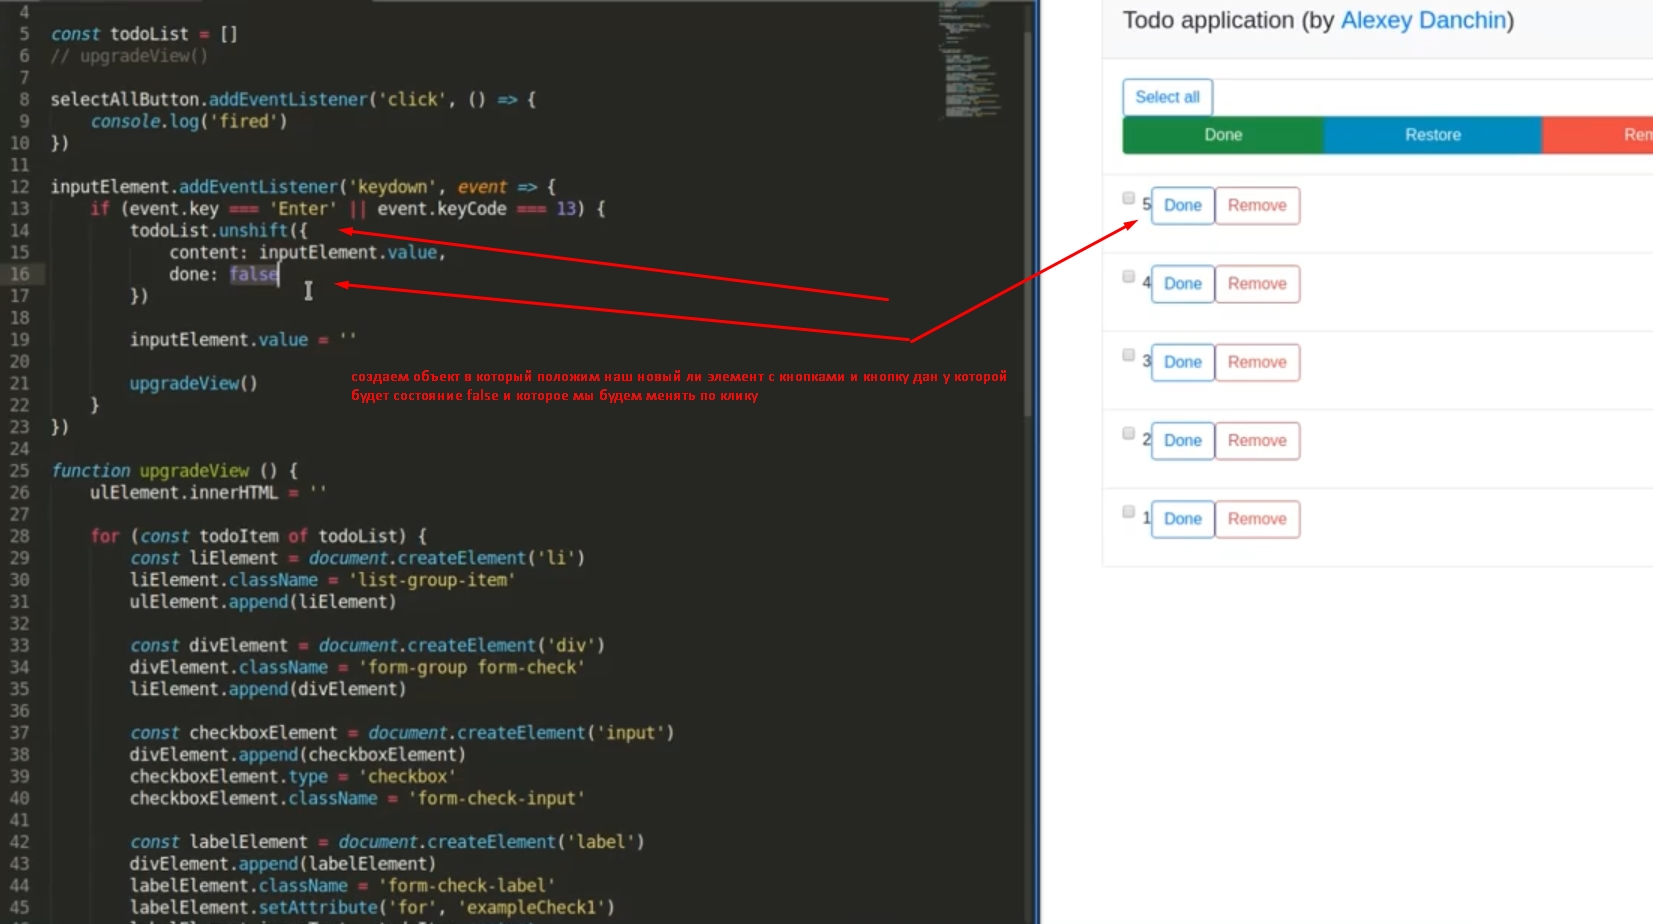 4
5 const todoList = []
6 // upgradeView()
7
8 selectAllButton.addEventListener('click', () => {
9 console.log('fired')
10 })
11
12 inputElement.addEventListener('keydown', event => {
13 if (event.key === 'Enter' || event.keyCode === 13) {
14 todoList.unshift({
15 content: inputElement.value,
16 done: false
17 })
18
19 inputElement.value = ''
20
21 upgradeView()
22 }
23 })
24
25 function upgradeView () {
26 ulElement.innerHTML = ''
27
28 for (const todoItem of todoList) {
29 const liElement = document.createElement('li')
30 liElement.className = 'list-group-item'
31 ulElement.append(liElement)
32
33 const divElement = document.createElement('div')
34 divElement.className = 'form-group form-check'
35 liElement.append(divElement)
36
37 const checkboxElement = document.createElement('input')
38 divElement.append(checkboxElement)
39 checkboxElement.type = 'checkbox'
40 checkboxElement.className = 'form-check-input'
41
42 const labelElement = document.createElement('label')
43 divElement.append(labelElement)
44 labelElement.className = 'form-check-label'
45 labelElement.setAttribute('for', 'exampleCheck1')
создаем объект в который положим наш новый ли элемент с кнопками и кнопку дан у которой
будет состояние false и которое мы будем менять по клику
Todo application (by Alexey Danchin)
Select all
Done Restore Rem
5 Done Remove
4 Done Remove
3 Done Remove
2 Done Remove
1 Done Remove